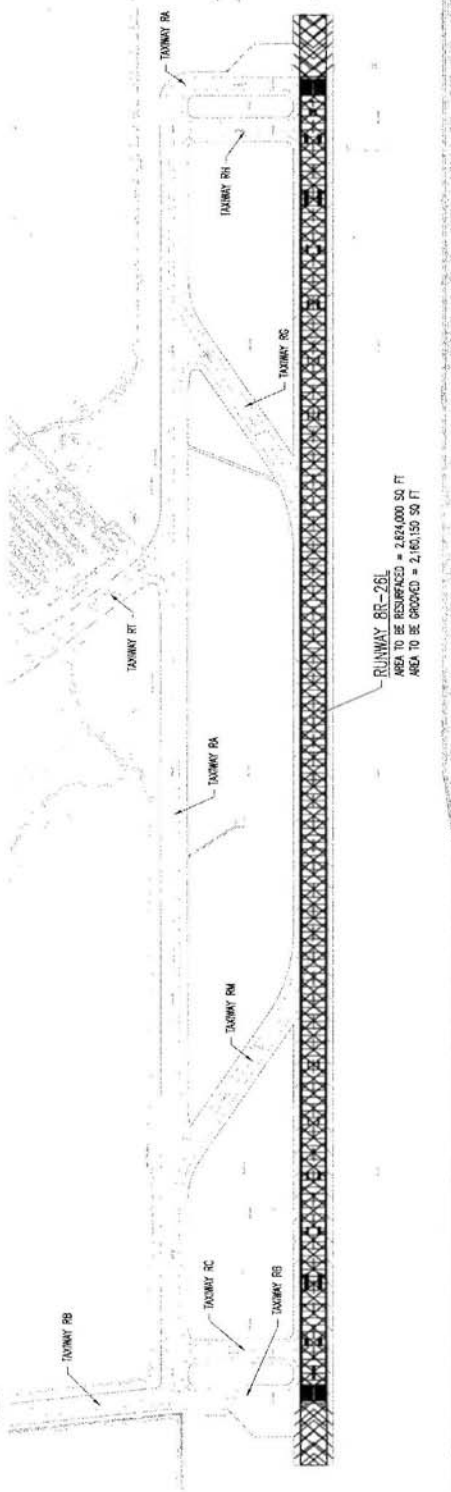 TAXIWAY RB
TAXIWAY RC
TAXIWAY RB
TAXIWAY RM
TAXIWAY RA
TAXIWAY RT
TAXIWAY RG
TAXIWAY RH
TAXIWAY RA
RUNWAY 8R-26L
AREA TO BE RESURFACED = 2,624,000 SQ FT
AREA TO BE GROOVED = 2,160,150 SQ FT